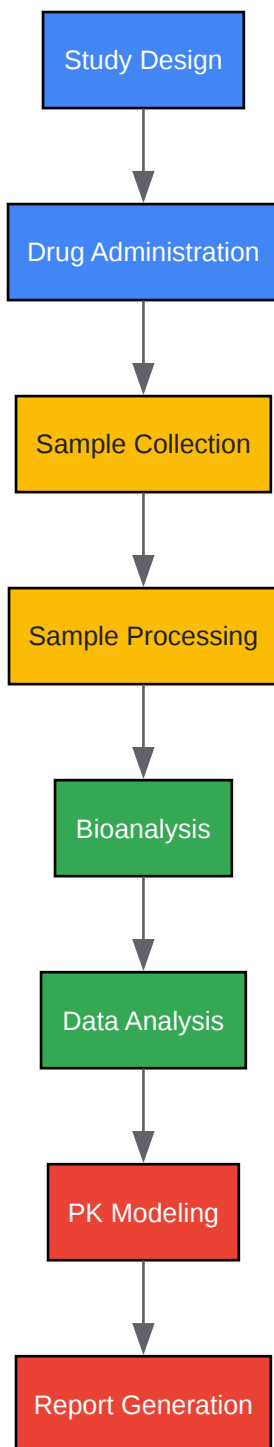 Study Design
Drug Administration
Sample Collection
Sample Processing
Bioanalysis
Data Analysis
PK Modeling
Report Generation